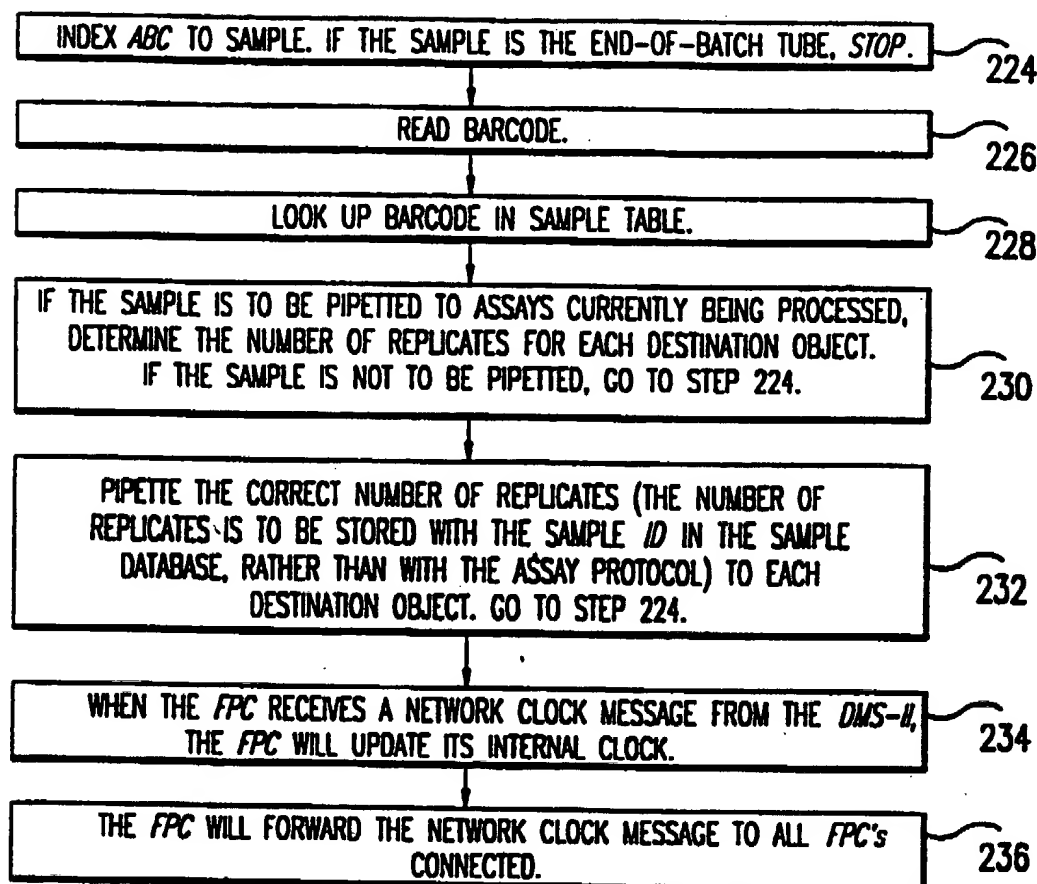 INDEX ABC TO SAMPLE. IF THE SAMPLE IS THE END-OF-BATCH TUBE, STOP.
224
READ BARCODE.
226
LOOK UP BARCODE IN SAMPLE TABLE.
228
IF THE SAMPLE IS TO BE PIPETTED TO ASSAYS CURRENTLY BEING PROCESSED,
DETERMINE THE NUMBER OF REPLICATES FOR EACH DESTINATION OBJECT.
IF THE SAMPLE IS NOT TO BE PIPETTED, GO TO STEP 224.
230
PIPETTE THE CORRECT NUMBER OF REPLICATES (THE NUMBER OF
REPLICATES IS TO BE STORED WITH THE SAMPLE ID IN THE SAMPLE
DATABASE, RATHER THAN WITH THE ASSAY PROTOCOL) TO EACH
DESTINATION OBJECT. GO TO STEP 224.
232
WHEN THE FPC RECEIVES A NETWORK CLOCK MESSAGE FROM THE DMS-II,
THE FPC WILL UPDATE ITS INTERNAL CLOCK.
234
THE FPC WILL FORWARD THE NETWORK CLOCK MESSAGE TO ALL FPC's
CONNECTED.
236